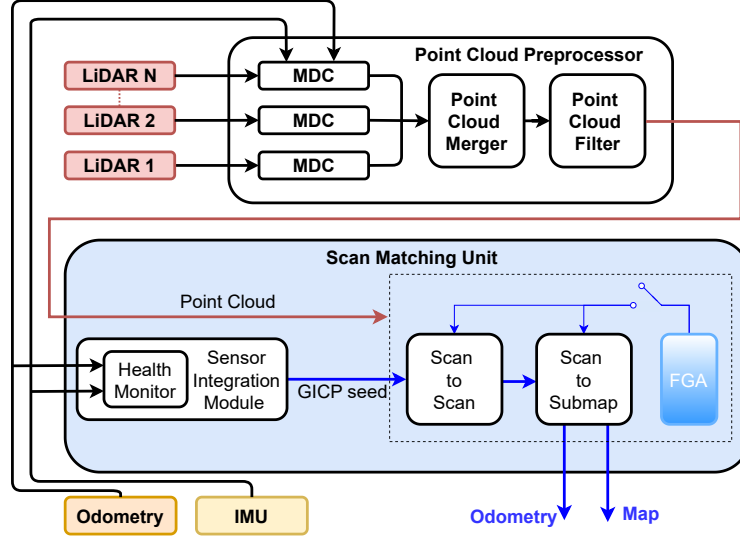 Point Cloud Preprocessor
LiDAR N
MDC
LiDAR 2
MDC
LiDAR 1
MDC
Point
Cloud
Merger
Point
Cloud
Filter
Scan Matching Unit
Point Cloud
Health
Monitor
Sensor
Integration
Module
GICP seed
Scan
to
Scan
Scan
to
Submap
FGA
Odometry
IMU
Odometry
Map